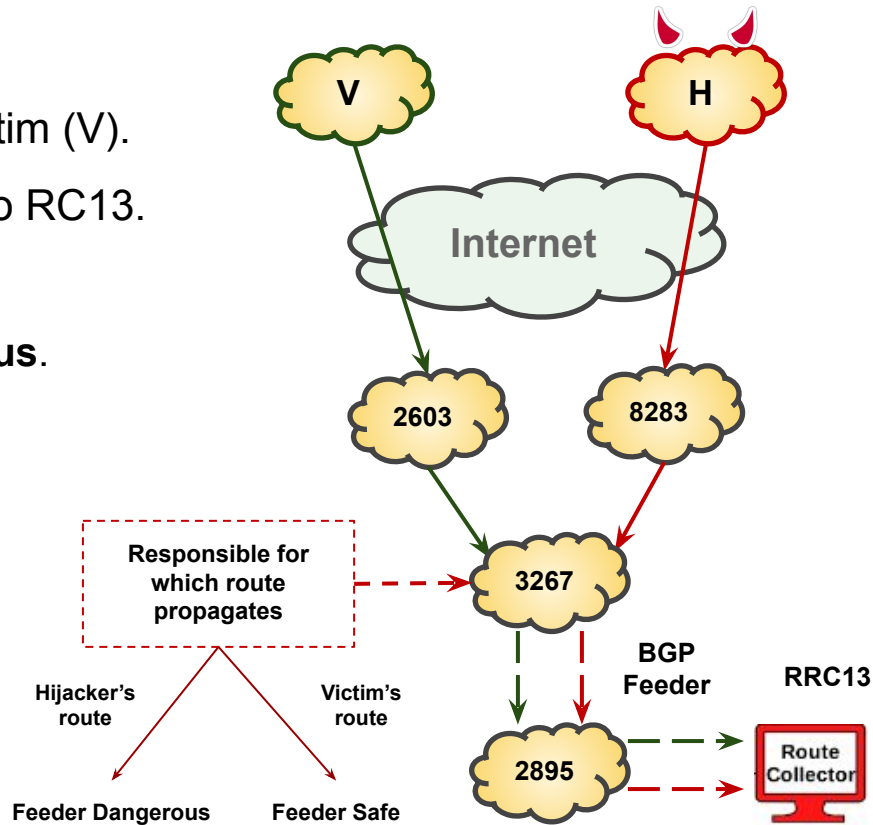 V
H
tim (V).
o RC13.
Internet
us.
2603
8283
Responsible for
which route
propagates
3267
BGP
Feeder
RRC13
Hijacker's
route
Victim's
route
2895
Route
Collector
Feeder Dangerous
Feeder Safe